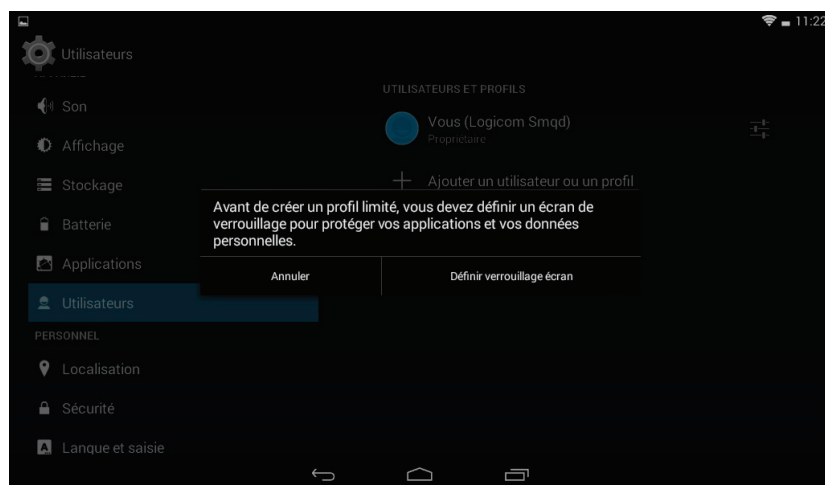 11:22
Utilisateurs
UTILISATEURS ET PROFILS
Son
Vous (Logicom Smqd)
Propriétaire
Affichage
Stockage
Ajouter un utilisateur ou un profil
Avant de créer un profil limité, vous devez définir un écran de
verrouillage pour protéger vos applications et vos données
personnelles.
Batterie
Applications
Annuler
Définir verrouillage écran
Utilisateurs
PERSONNEL
Localisation
Sécurité
Langue et saisie